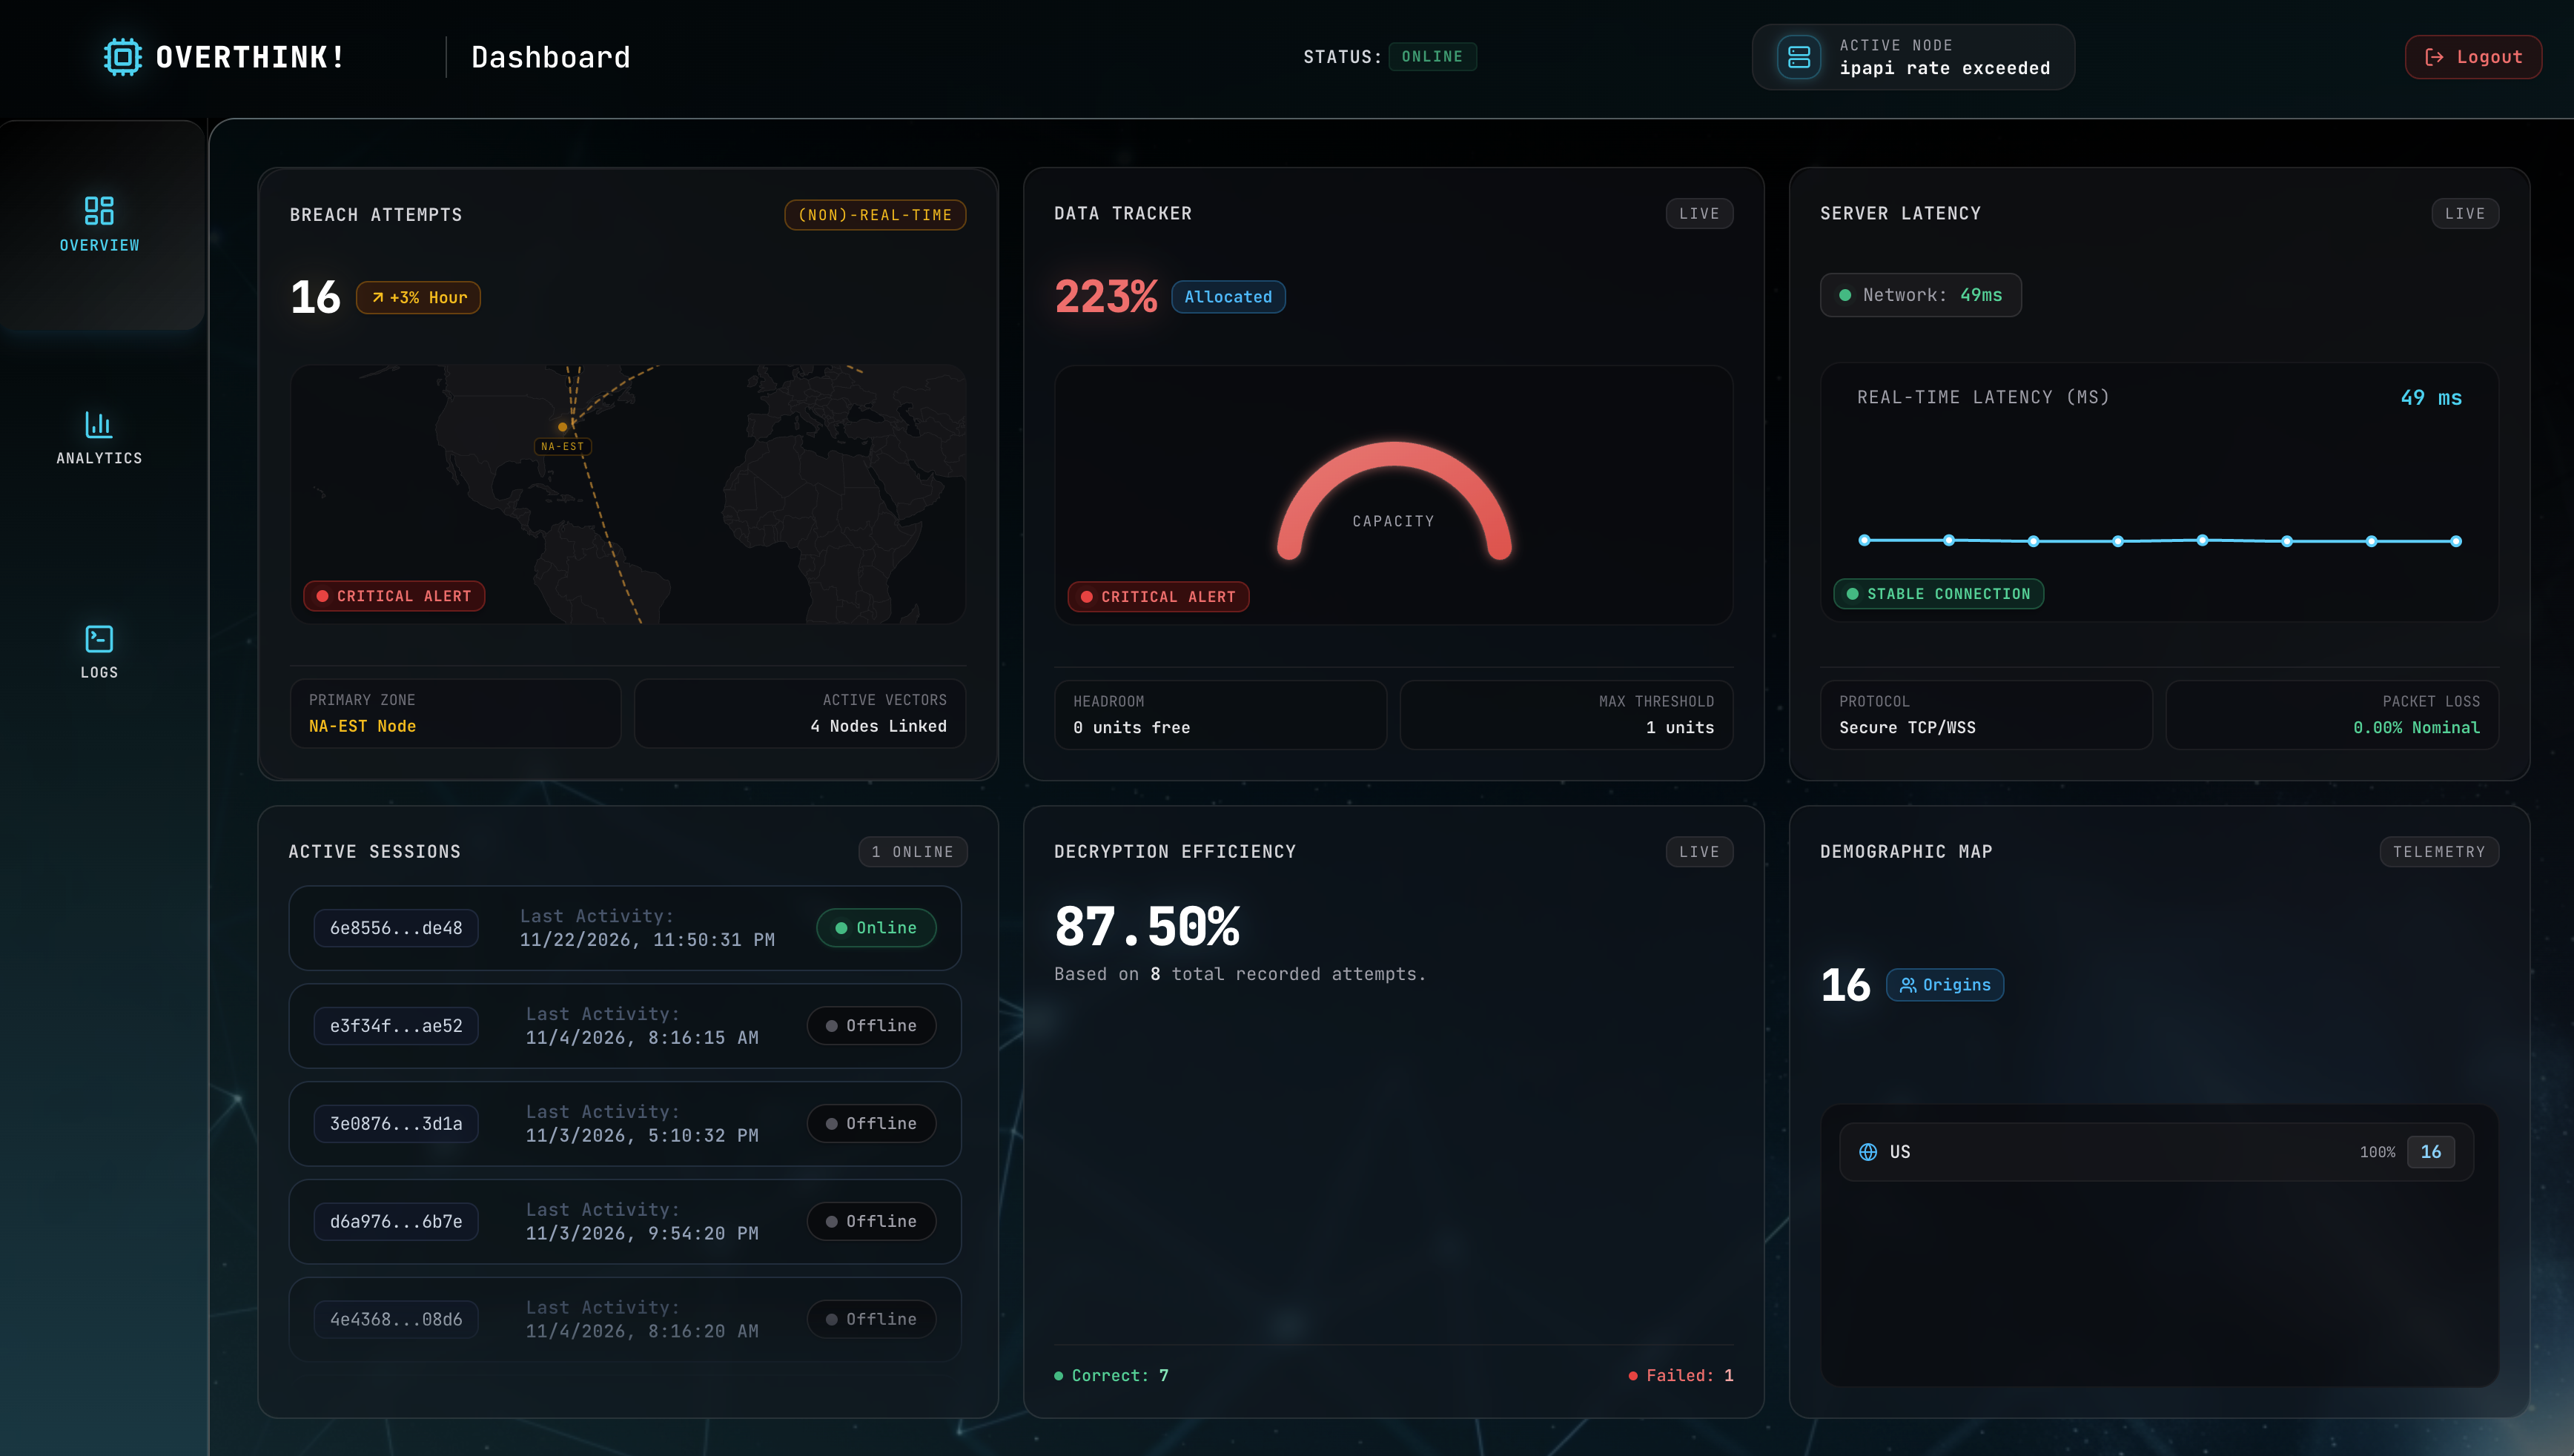 OVERTHINK!
Dashboard
STATUS: ONLINE
ACTIVE NODE
ipapi rate exceeded
Logout
OVERVIEW
ANALYTICS
LOGS
BREACH ATTEMPTS
(NON)-REAL-TIME
16
+3% Hour
NA-EST
CRITICAL ALERT
PRIMARY ZONE
NA-EST Node
ACTIVE VECTORS
4 Nodes Linked
DATA TRACKER
LIVE
223%
Allocated
CAPACITY
CRITICAL ALERT
HEADROOM
0 units free
MAX THRESHOLD
1 units
SERVER LATENCY
LIVE
Network: 49ms
REAL-TIME LATENCY (MS)
49 ms
STABLE CONNECTION
PROTOCOL
Secure TCP/WSS
PACKET LOSS
0.00% Nominal
ACTIVE SESSIONS
1 ONLINE
6e8556...de48
Last Activity:
11/22/2026, 11:50:31 PM
Online
e3f34f...ae52
Last Activity:
11/4/2026, 8:16:15 AM
Offline
3e0876...3d1a
Last Activity:
11/3/2026, 5:10:32 PM
Offline
d6a976...6b7e
Last Activity:
11/3/2026, 9:54:20 PM
Offline
4e4368...08d6
Last Activity:
11/4/2026, 8:16:20 AM
Offline
DECRYPTION EFFICIENCY
LIVE
87.50%
Based on 8 total recorded attempts.
Correct: 7
Failed: 1
DEMOGRAPHIC MAP
TELEMETRY
16
Origins
US
100%
16